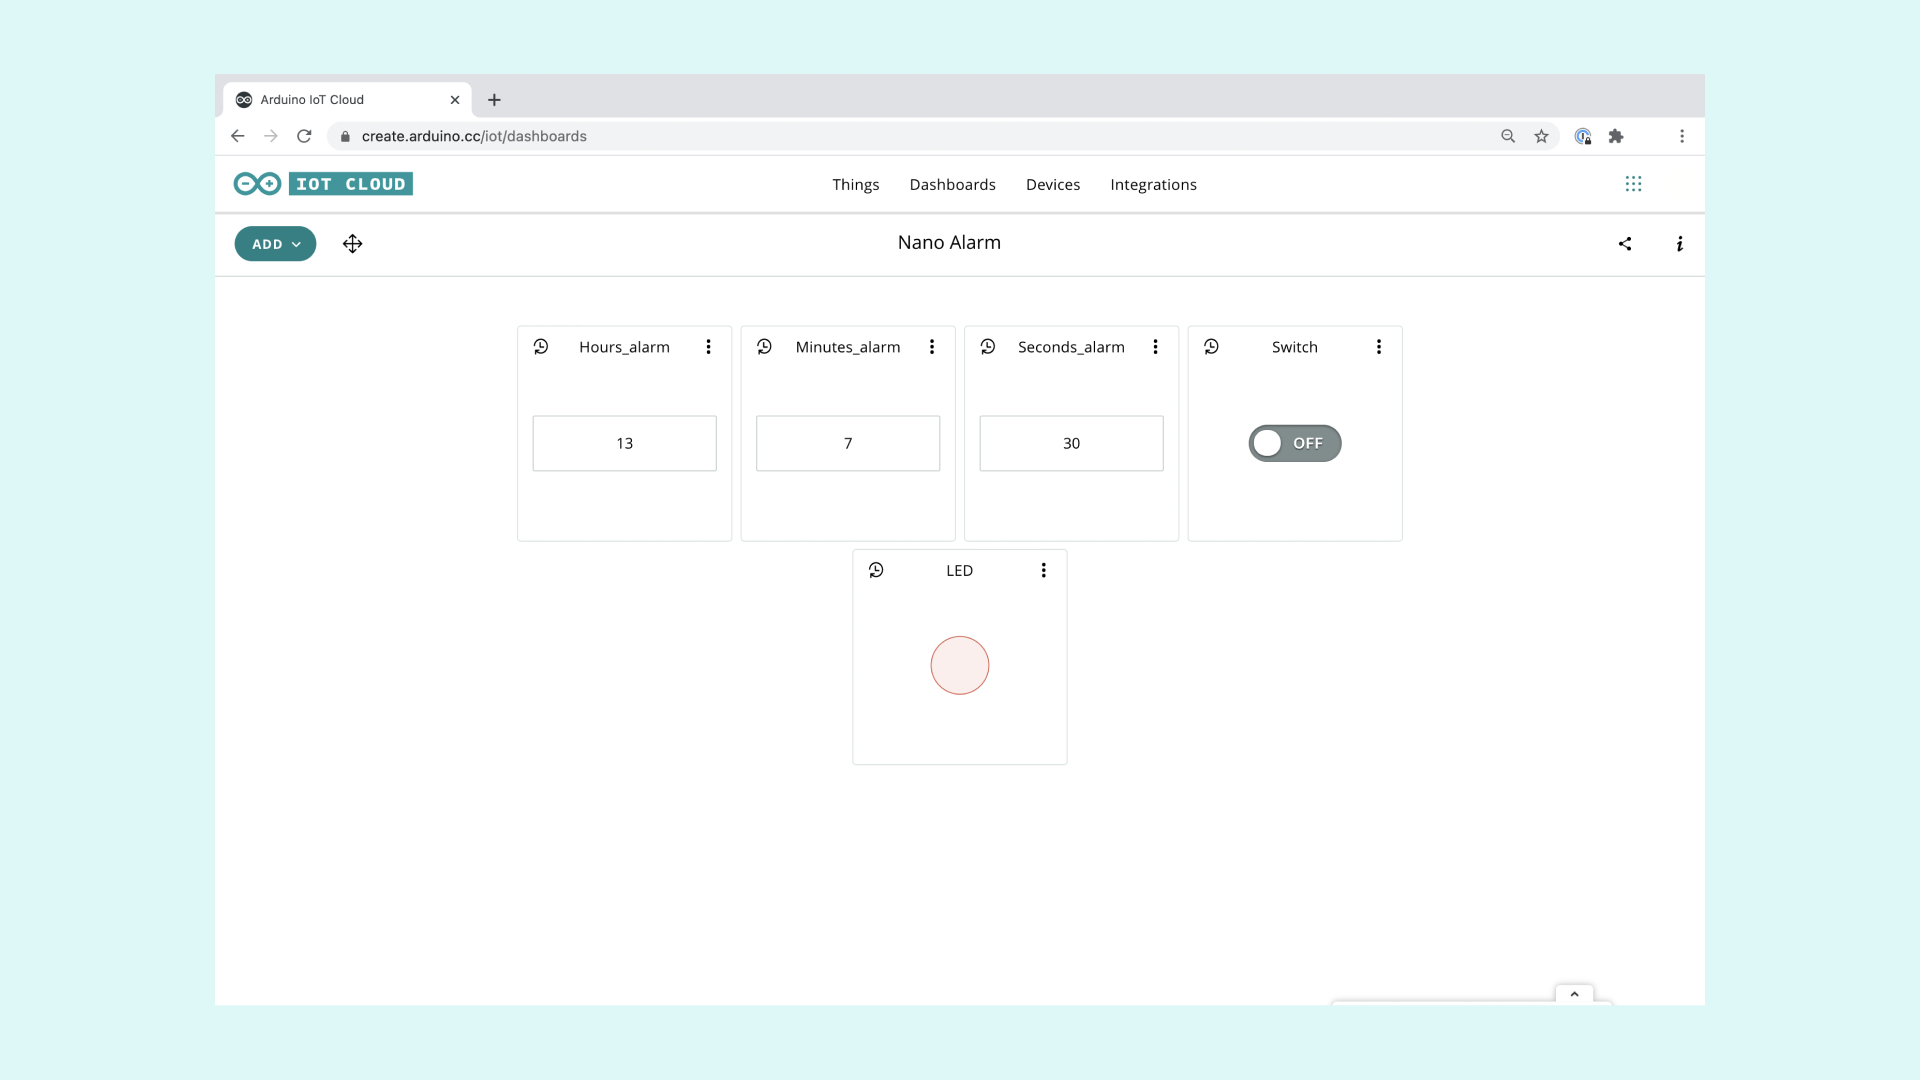 Arduino IoT Cloud
create.arduino.cc/iot/dashboards
IOT CLOUD
Things
Dashboards
Devices
Integrations
ADD
Nano Alarm
Hours_alarm
Minutes_alarm
Seconds_alarm
Switch
13
7
30
OFF
LED